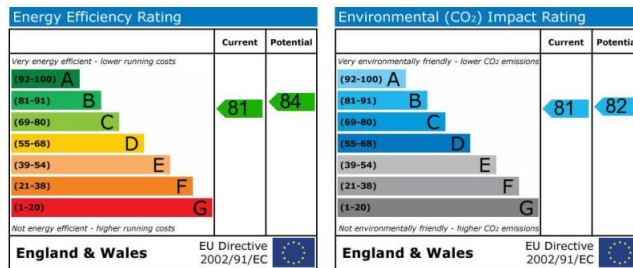 Energy Efficiency Rating
Current Potential
Very energy efficient - lower running costs
(92-100) A
(81-91) B
(69-80) C
(55-68) D
(39-54) E
(21-38) F
(1-20) G
81
84
Not energy efficient - higher running costs
England & Wales
EU Directive
2002/91/EC
Environmental (CO₂) Impact Rating
Current Potential
Very environmentally friendly - lower CO₂ emissions
(92-100) A
(81-91) B
(69-80) C
(55-68) D
(39-54) E
(21-38) F
(1-20) G
81
82
Not environmentally friendly - higher CO₂ emissions
England & Wales
EU Directive
2002/91/EC